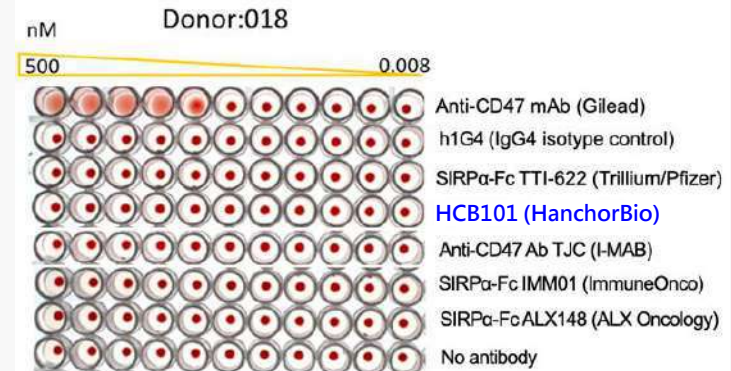 Donor:018
nM
500 0.008
Anti-CD47 mAb (Gilead)
h1G4 (IgG4 isotype control)
SIRPα-Fc TTI-622 (Trillium/Pfizer)
HCB101 (HanchorBio)
Anti-CD47 Ab TJC (I-MAB)
SIRPα-Fc IMM01 (ImmuneOnco)
SIRPα-Fc ALX148 (ALX Oncology)
No antibody